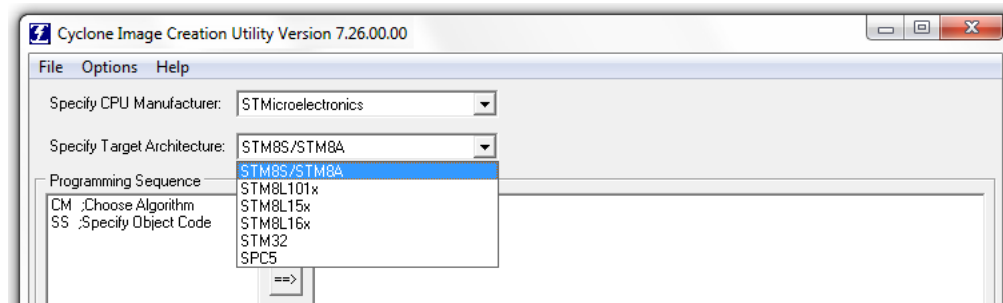 Cyclone Image Creation Utility Version 7.26.00.00
File Options Help
Specify CPU Manufacturer: STMicroelectronics
Specify Target Architecture: STM8S/STM8A
STM8S/STM8A
Programming Sequence
STM8L101x
CM ;Choose Algorithm
STM8L15x
SS ;Specify Object Code
STM8L16x
STM32
SPC5
==>